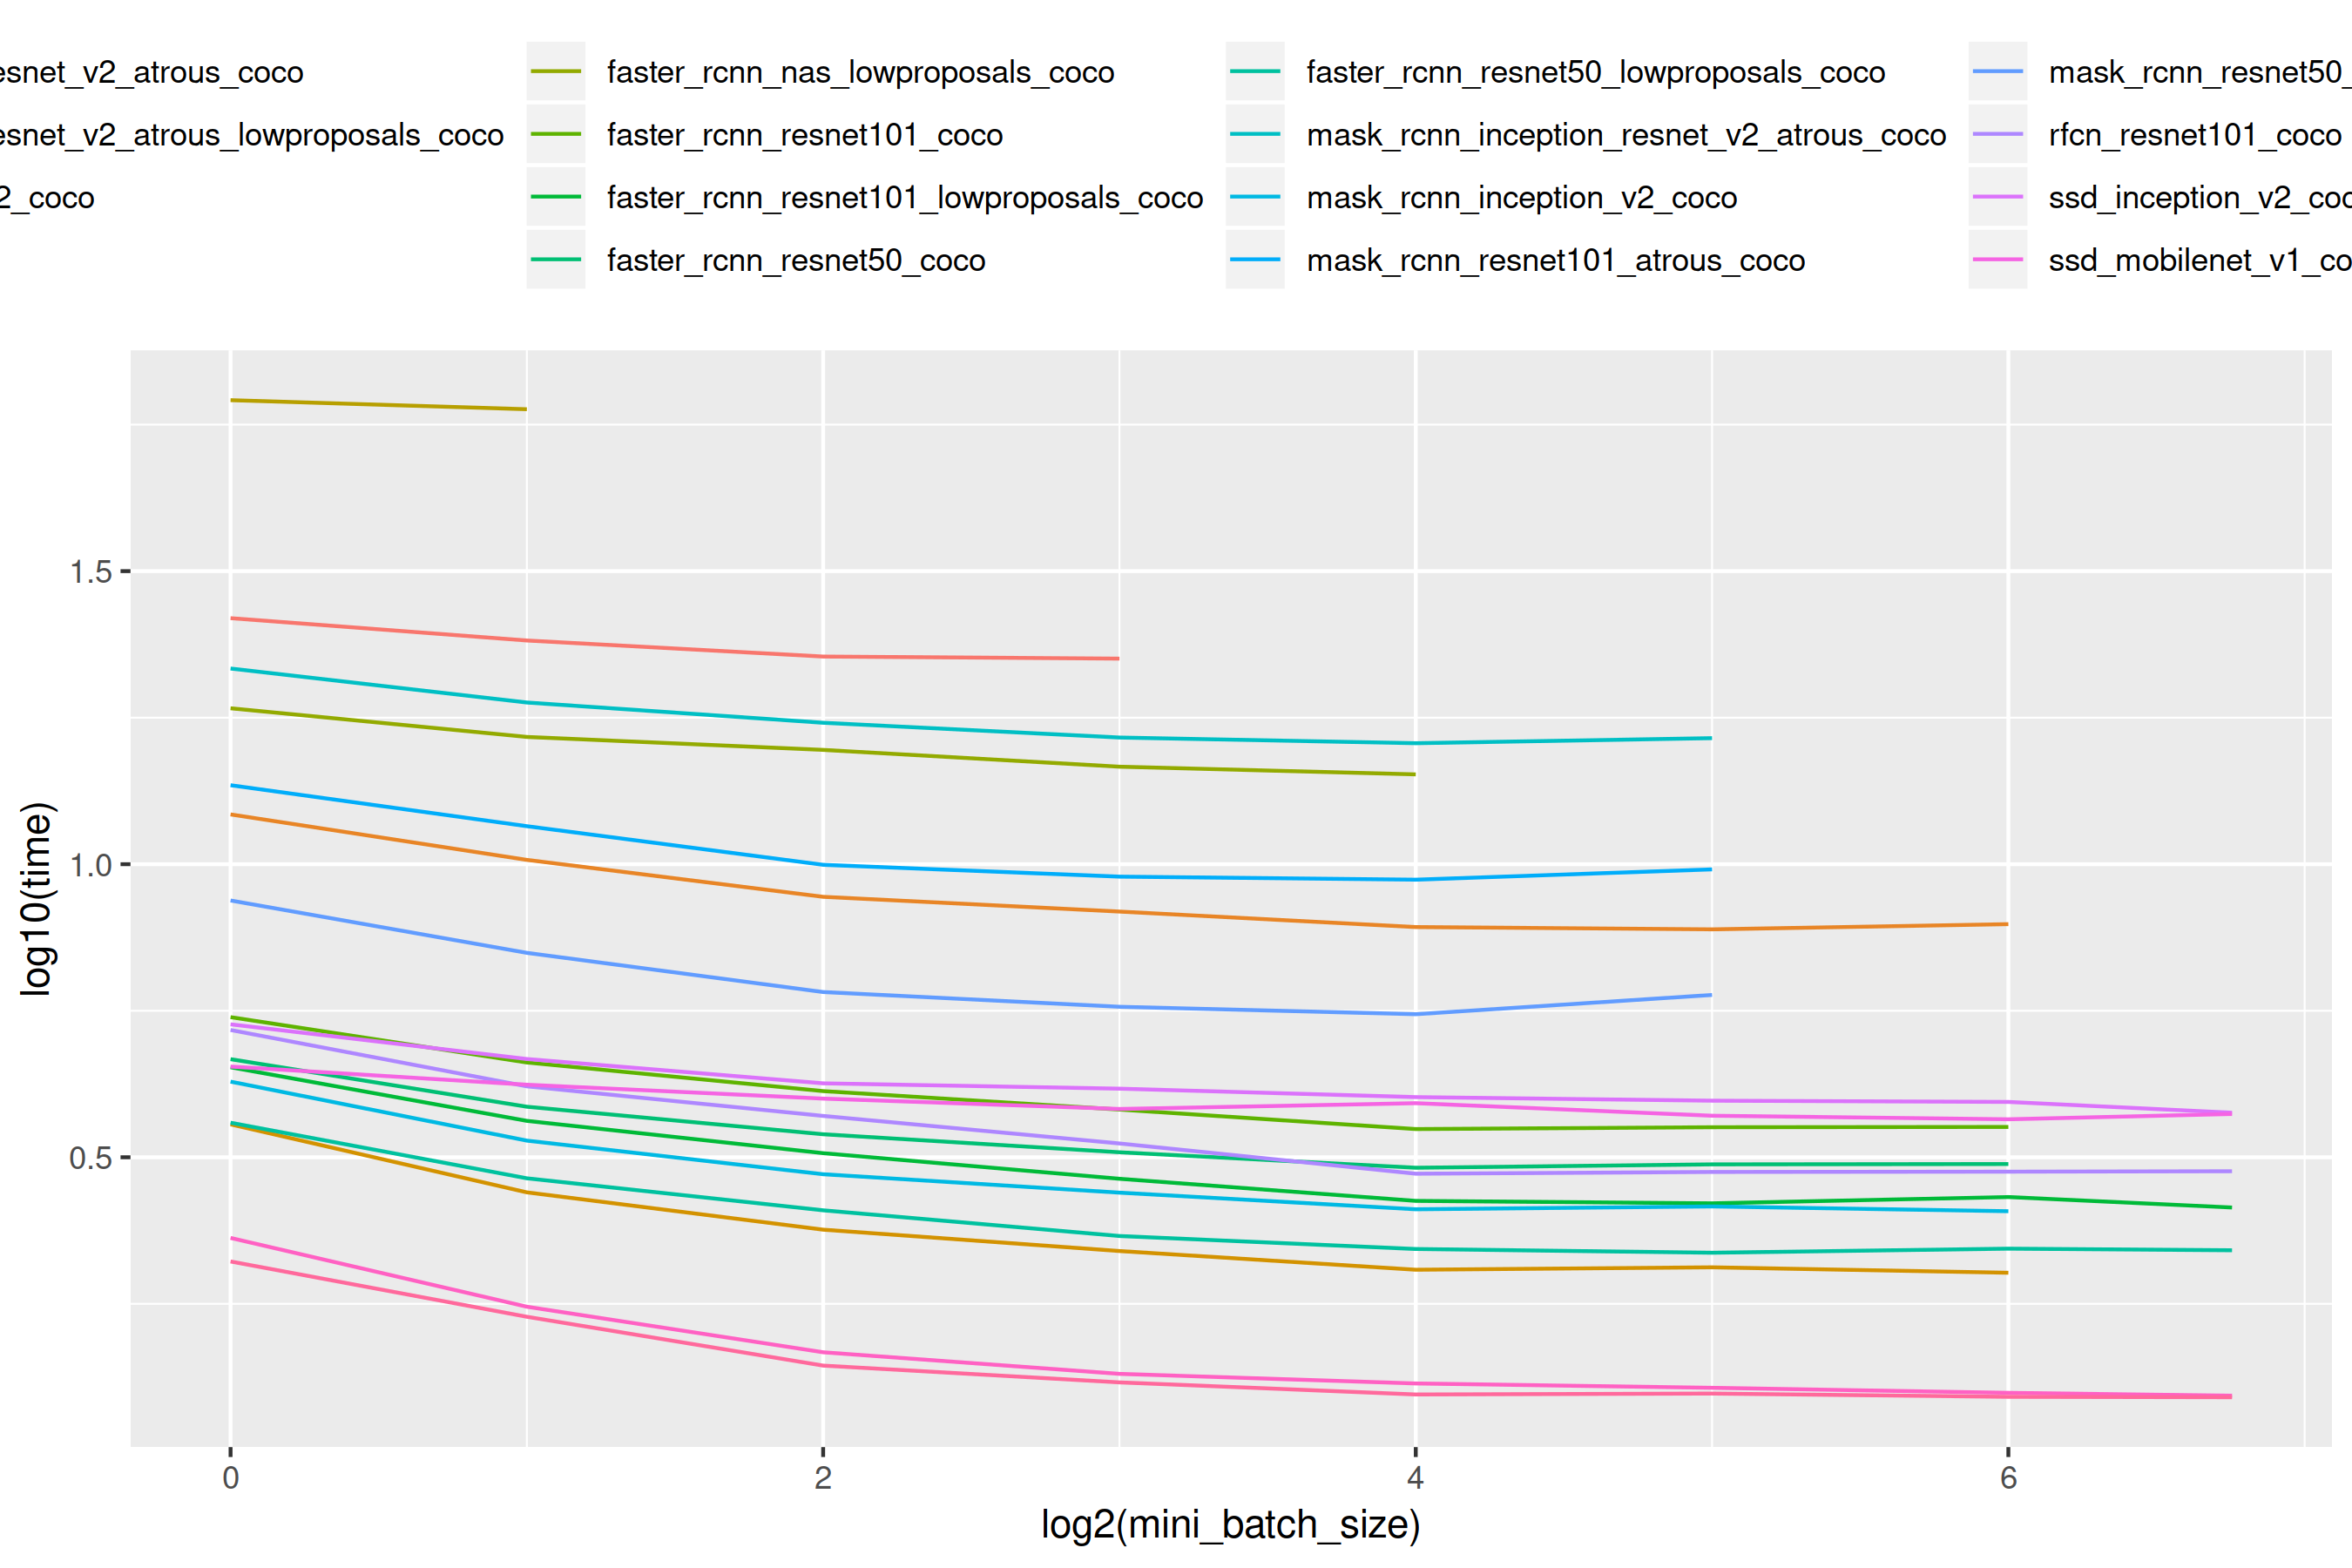 esnet_v2_atrous_coco
faster_rcnn_nas_lowproposals_coco
faster_rcnn_resnet50_lowproposals_coco
mask_rcnn_resnet50_
esnet_v2_atrous_lowproposals_coco
faster_rcnn_resnet101_coco
mask_rcnn_inception_resnet_v2_atrous_coco
rfcn_resnet101_coco
2_coco
faster_rcnn_resnet101_lowproposals_coco
mask_rcnn_inception_v2_coco
ssd_inception_v2_coc
faster_rcnn_resnet50_coco
mask_rcnn_resnet101_atrous_coco
ssd_mobilenet_v1_co
1.5
1.0
0.5
log10(time)
0 2 4 6
log2(mini_batch_size)